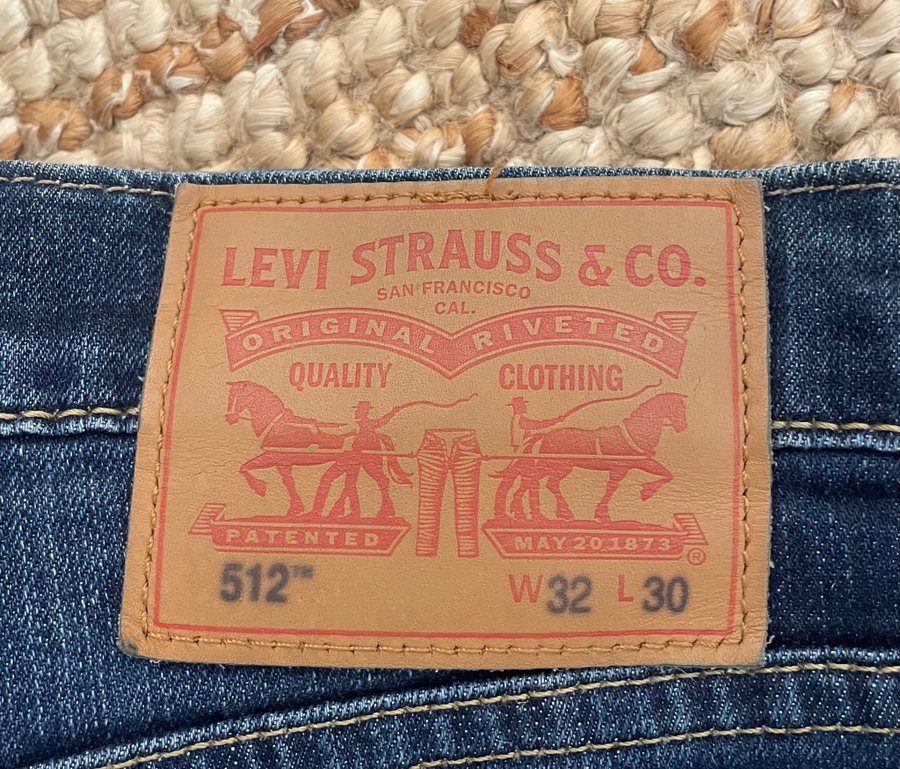 LEVI STRAUSS & CO.
SAN FRANCISCO
CAL.
ORIGINAL RIVETED
QUALITY CLOTHING
PATENTED MAY 20 1873 ®
512™ W 32 L 30